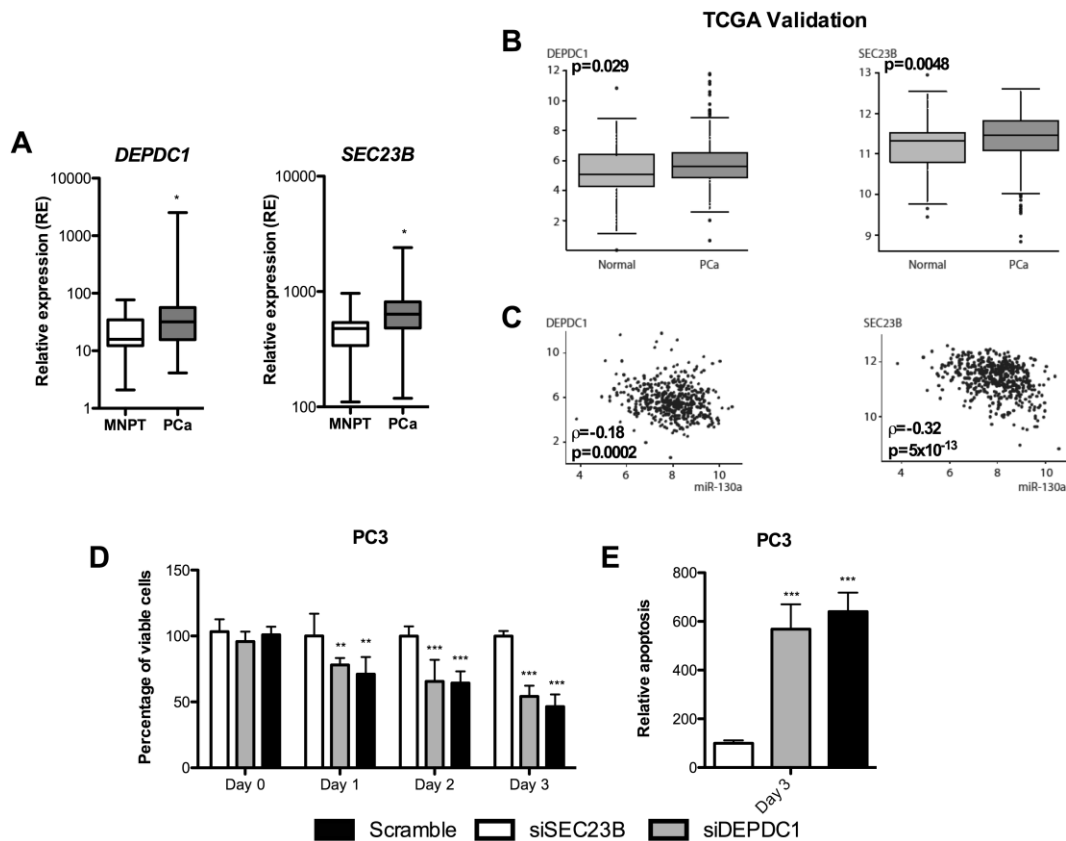 TCGA Validation
A
DEPDC1
Relative expression (RE)
10000
1000
100
10
1
*
MNPT
PCa
SEC23B
Relative expression (RE)
10000
1000
100
*
MNPT
PCa
B
DEPDC1
p=0.029
12
10
8
6
4
2
Normal
PCa
SEC23B
p=0.0048
13
12
11
10
9
Normal
PCa
C
DEPDC1
10
6
2
ρ=-0.18
p=0.0002
4 6 8 10
miR-130a
SEC23B
12
10
ρ=-0.32
p=5x10⁻¹³
4 6 8 10
miR-130a
D
PC3
Percentage of viable cells
150
100
50
0
** **
*** ***
*** ***
Day 0 Day 1 Day 2 Day 3
E
PC3
Relative apoptosis
800
600
400
200
0
*** ***
Day 3
Scramble siSEC23B siDEPDC1